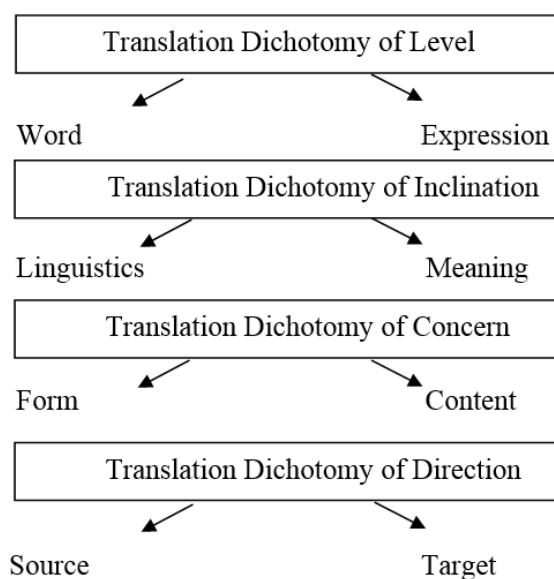 Translation Dichotomy of Level
Word Expression
Translation Dichotomy of Inclination
Linguistics Meaning
Translation Dichotomy of Concern
Form Content
Translation Dichotomy of Direction
Source Target